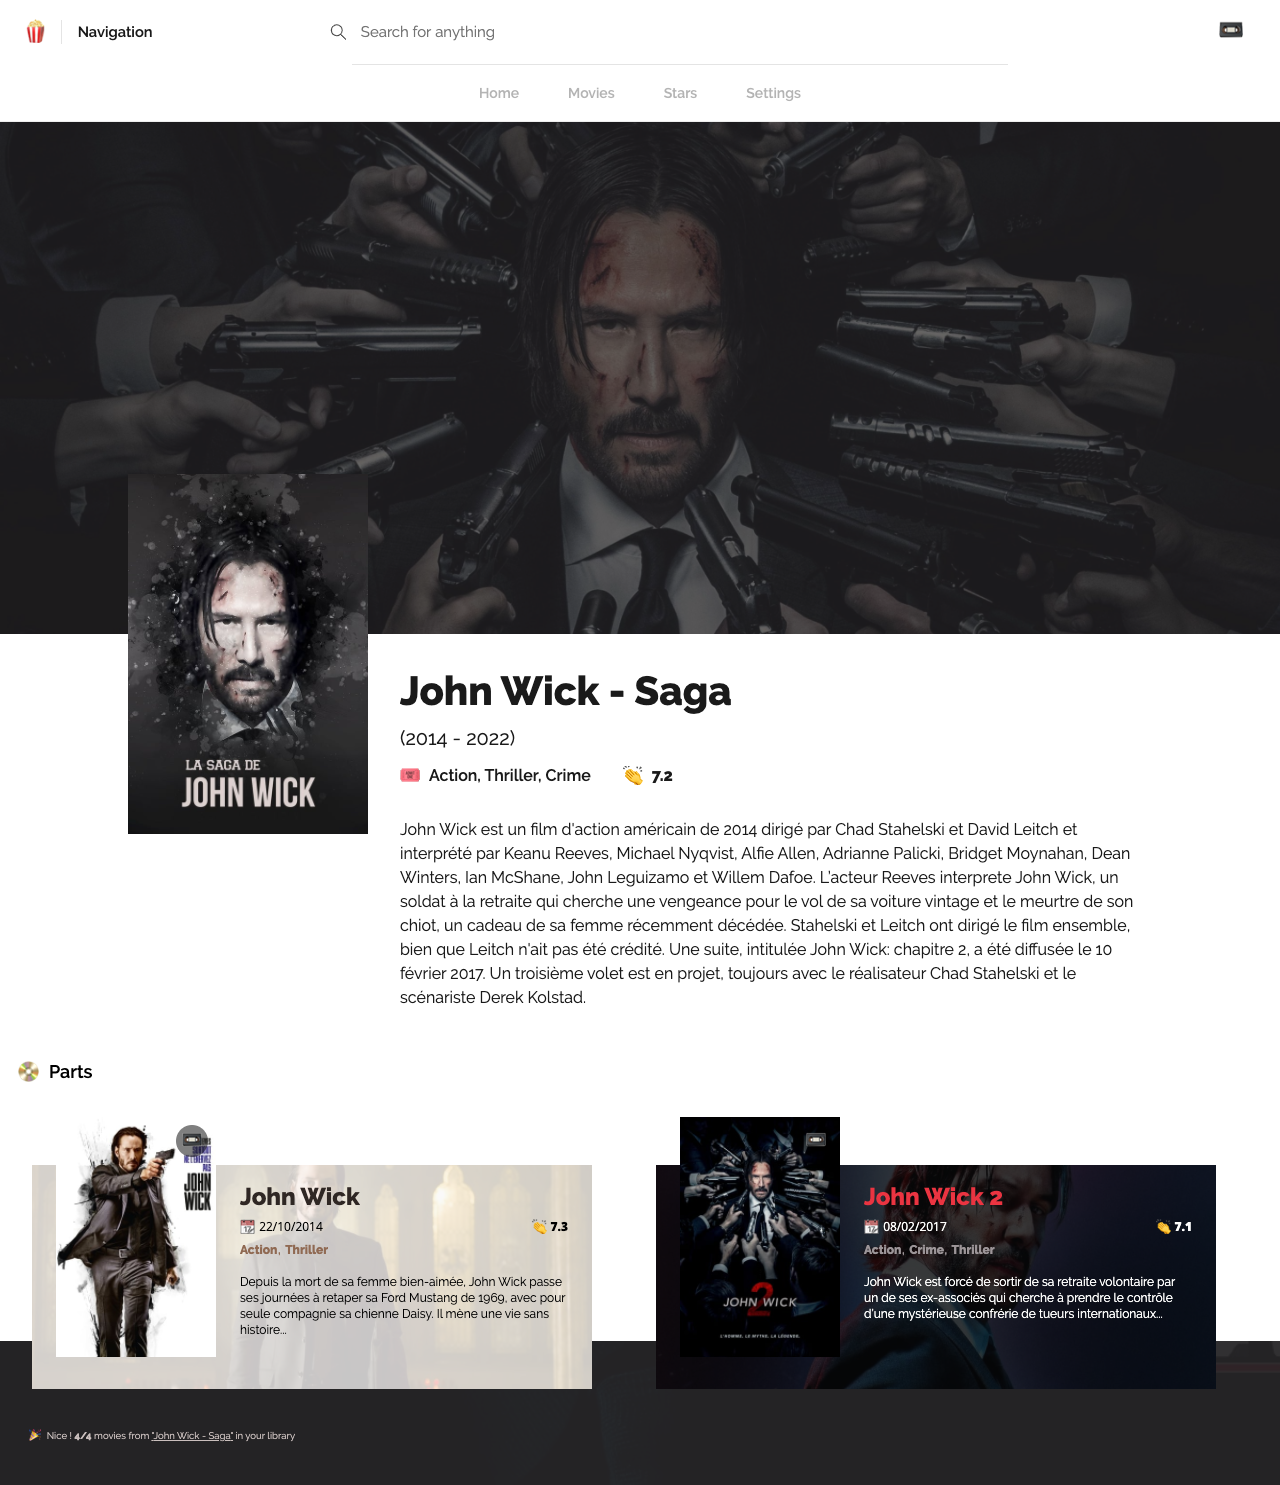 Navigation
Search for anything
Home Movies Stars Settings
LA SAGA DE
JOHN WICK
John Wick - Saga
(2014 - 2022)
Action, Thriller, Crime 7.2
John Wick est un film d'action américain de 2014 dirigé par Chad Stahelski et David Leitch et
interprété par Keanu Reeves, Michael Nyqvist, Alfie Allen, Adrianne Palicki, Bridget Moynahan, Dean
Winters, Ian McShane, John Leguizamo et Willem Dafoe. L'acteur Reeves interprete John Wick, un
soldat à la retraite qui cherche une vengeance pour le vol de sa voiture vintage et le meurtre de son
chiot, un cadeau de sa femme récemment décédée. Stahelski et Leitch ont dirigé le film ensemble,
bien que Leitch n'ait pas été crédité. Une suite, intitulée John Wick: chapitre 2, a été diffusée le 10
février 2017. Un troisième volet est en projet, toujours avec le réalisateur Chad Stahelski et le
scénariste Derek Kolstad.
Parts
PAS
JOHN
WICK
John Wick
22/10/2014 7.3
Action, Thriller
Depuis la mort de sa femme bien-aimée, John Wick passe
ses journées à retaper sa Ford Mustang de 1969, avec pour
seule compagnie sa chienne Daisy. Il mène une vie sans
histoire...
2
JOHN WICK
L'HOMME. LE MYTHE. LA LÉGENDE.
John Wick 2
08/02/2017 7.1
Action, Crime, Thriller
John Wick est forcé de sortir de sa retraite volontaire par
un de ses ex-associés qui cherche à prendre le contrôle
d'une mystérieuse confrérie de tueurs internationaux...
Nice ! 4/4 movies from "John Wick - Saga" in your library